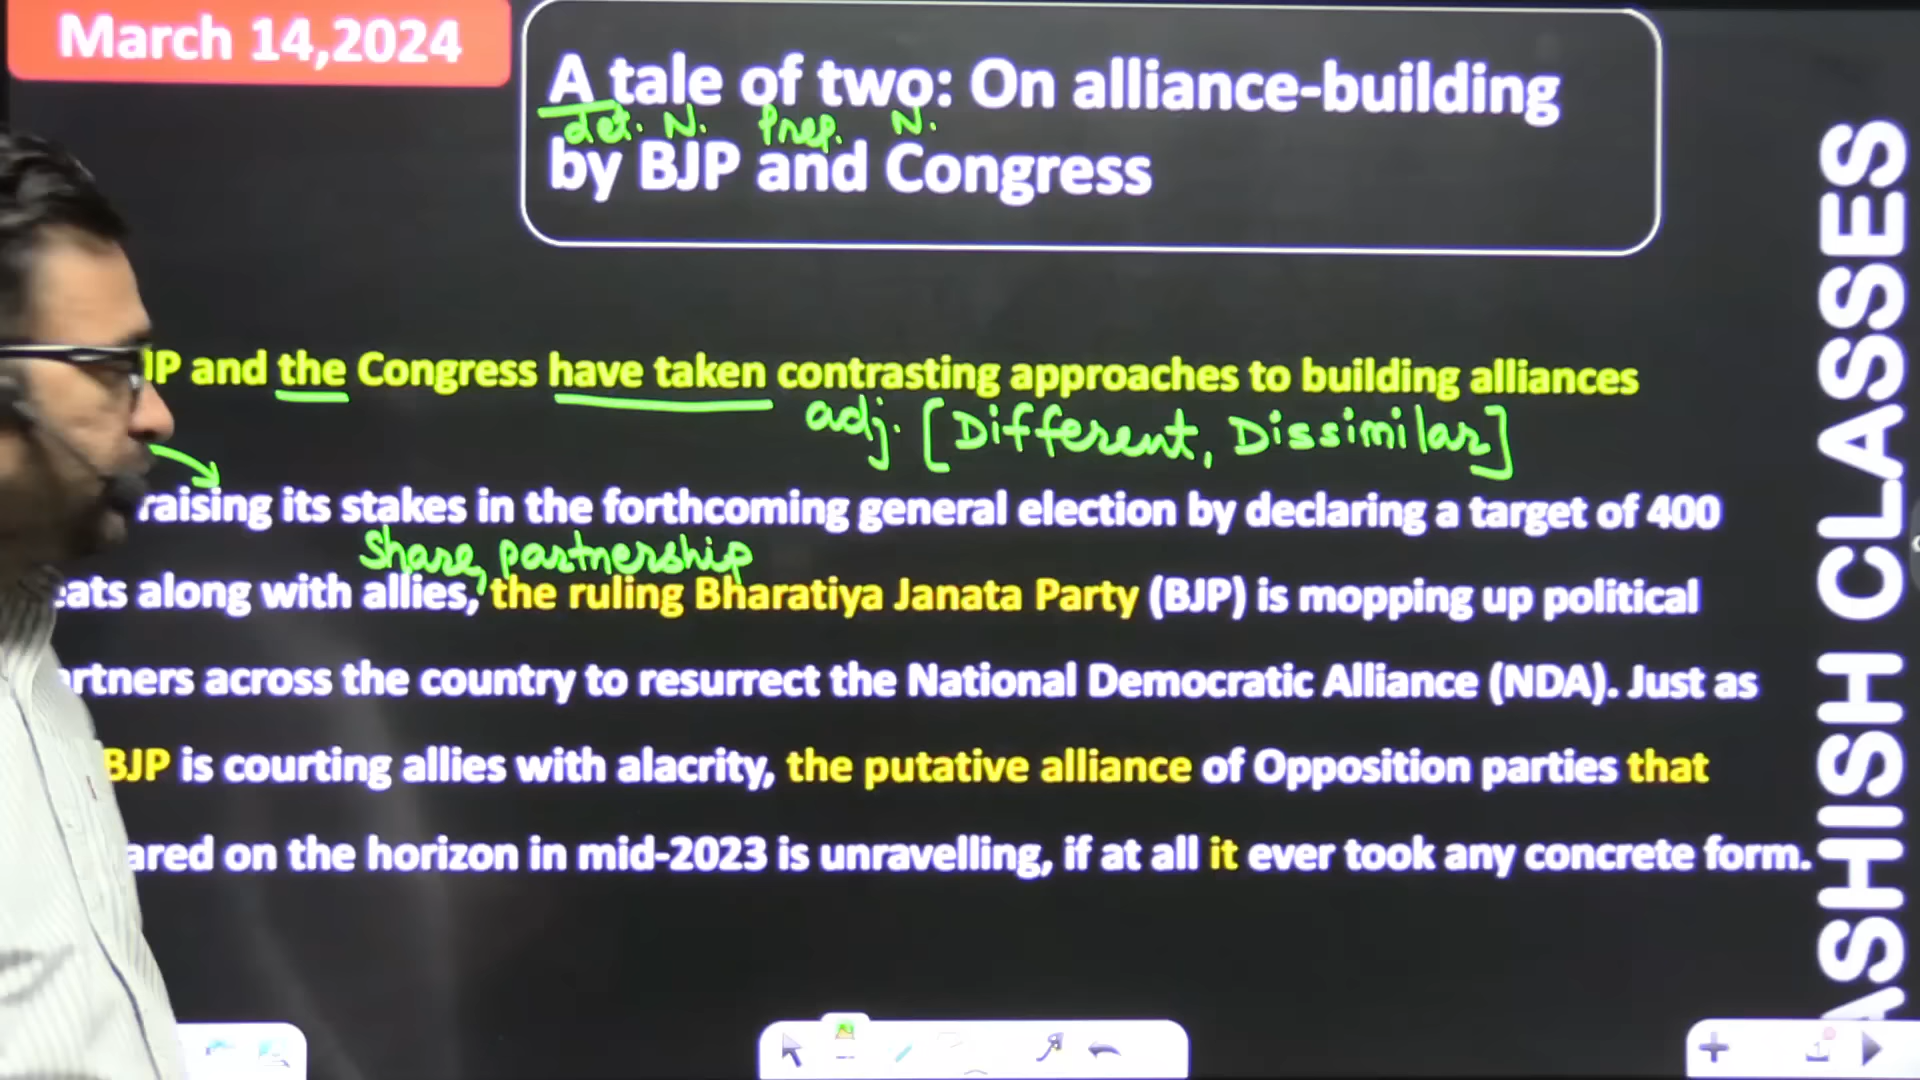 March 14,2024
A tale of two: On alliance-building
det. N. Prep. N.
by BJP and Congress
and the Congress have taken contrasting approaches to building alliances
adj. [Different, Dissimilar]
raising its stakes in the forthcoming general election by declaring a target of 400
Share, partnership
along with allies, the ruling Bharatiya Janata Party (BJP) is mopping up political
across the country to resurrect the National Democratic Alliance (NDA). Just as
BJP is courting allies with alacrity, the putative alliance of Opposition parties that
on the horizon in mid-2023 is unravelling, if at all it ever took any concrete form.
ASHISH CLASSES